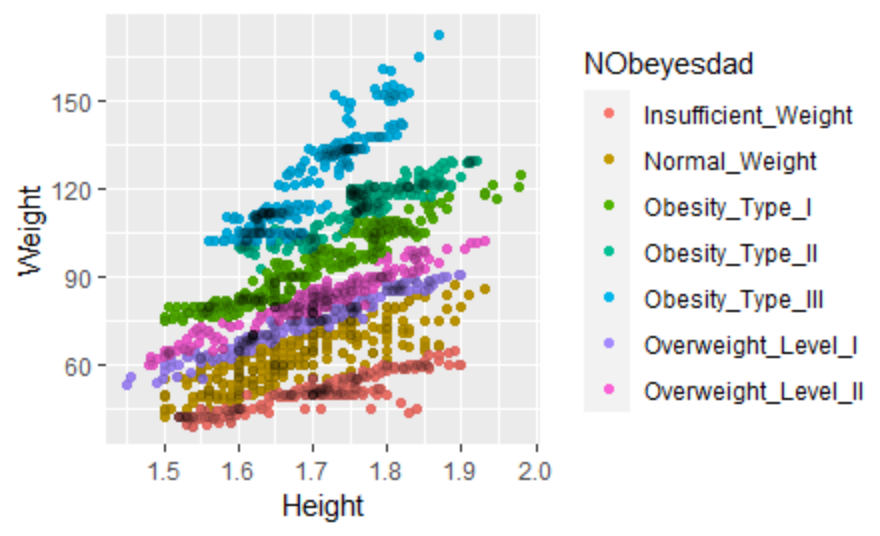 NObeyesdad
Insufficient_Weight
Normal_Weight
Obesity_Type_I
Obesity_Type_II
Obesity_Type_III
Overweight_Level_I
Overweight_Level_II
Weight
150
120
90
60
1.5 1.6 1.7 1.8 1.9 2.0
Height